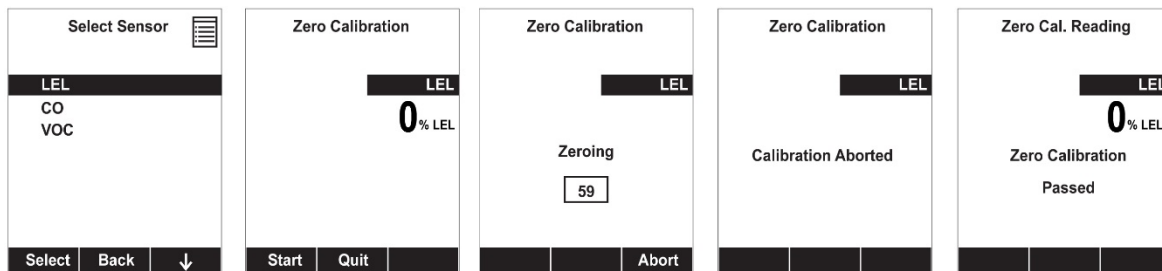 Select Sensor
LEL
CO
VOC
Select Back ↓
Zero Calibration
LEL
0 % LEL
Start Quit
Zero Calibration
LEL
Zeroing
59
Abort
Zero Calibration
LEL
Calibration Aborted
Zero Cal. Reading
LEL
0 % LEL
Zero Calibration
Passed